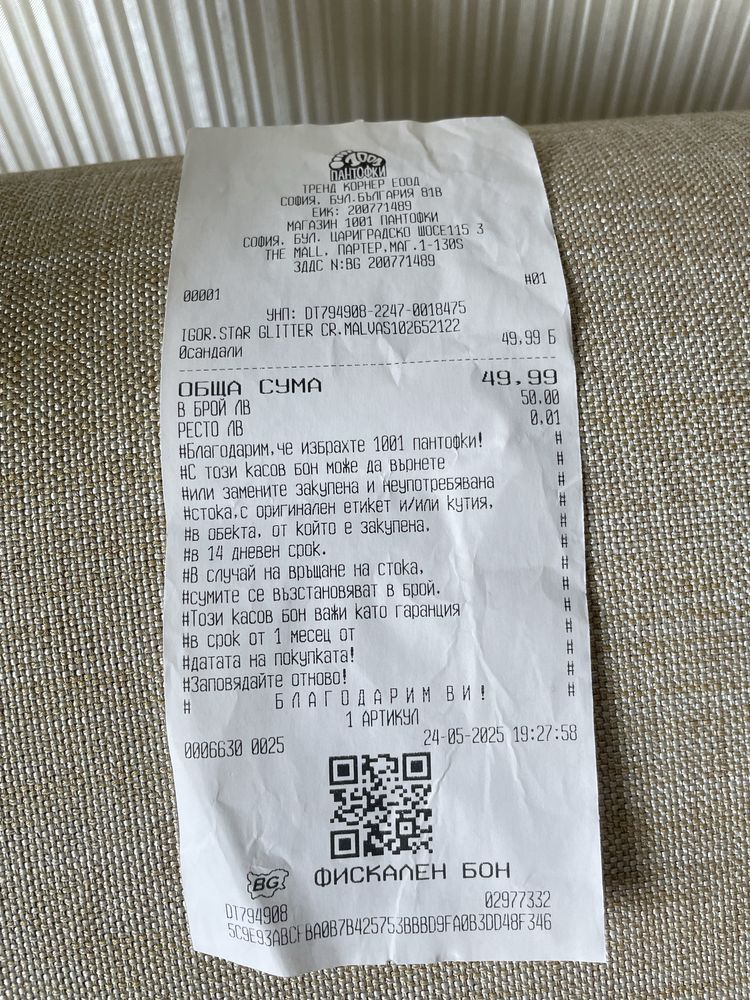 1001
ПАНТОФКИ
ТРЕНД КОРНЕР ЕООД
СОФИЯ, БУЛ.БЪЛГАРИЯ 81В
ЕИК: 200771489
МАГАЗИН 1001 ПАНТОФКИ
СОФИЯ, БУЛ. ЦАРИГРАДСКО ШОСЕ115 3
THE MALL, ПАРТЕР,МАГ.1-130S
ЗДДС N:BG 200771489
00001 #01
УНП: DT794908-2247-0018475
IGOR.STAR GLITTER CR.MALVAS102652122
0сандали 49,99 Б
ОБЩА СУМА 49,99
В БРОЙ ЛВ 50.00
РЕСТО ЛВ 0,01
#Благодарим,че избрахте 1001 пантофки! #
#С този касов бон може да върнете #
#или замените закупена и неупотребявана #
#стока,с оригинален етикет и/или кутия, #
#в обекта, от който е закупена, #
#в 14 дневен срок. #
#В случай на връщане на стока, #
#сумите се възстановяват в брой. #
#Този касов бон важи като гаранция #
#в срок от 1 месец от #
#датата на покупката! #
#Заповядайте отново! #
# Б Л А Г О Д А Р И М В И ! #
1 АРТИКУЛ
0006630 0025 24-05-2025 19:27:58
BG ФИСКАЛЕН БОН
DT794908 02977332
5C9E93ABCFBA0B7B425753BBBD9FA0B3DD48F346